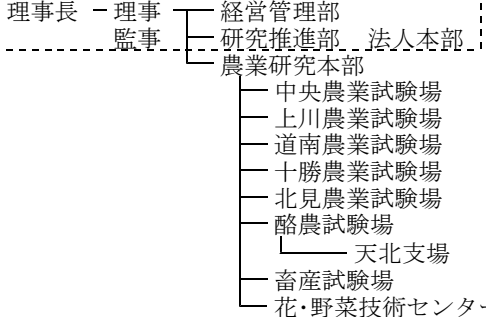 理事長 理事 経営管理部
監事 研究推進部 法人本部
農業研究本部
中央農業試験場
上川農業試験場
道南農業試験場
十勝農業試験場
北見農業試験場
酪農試験場
天北支場
畜産試験場
花・野菜技術センター